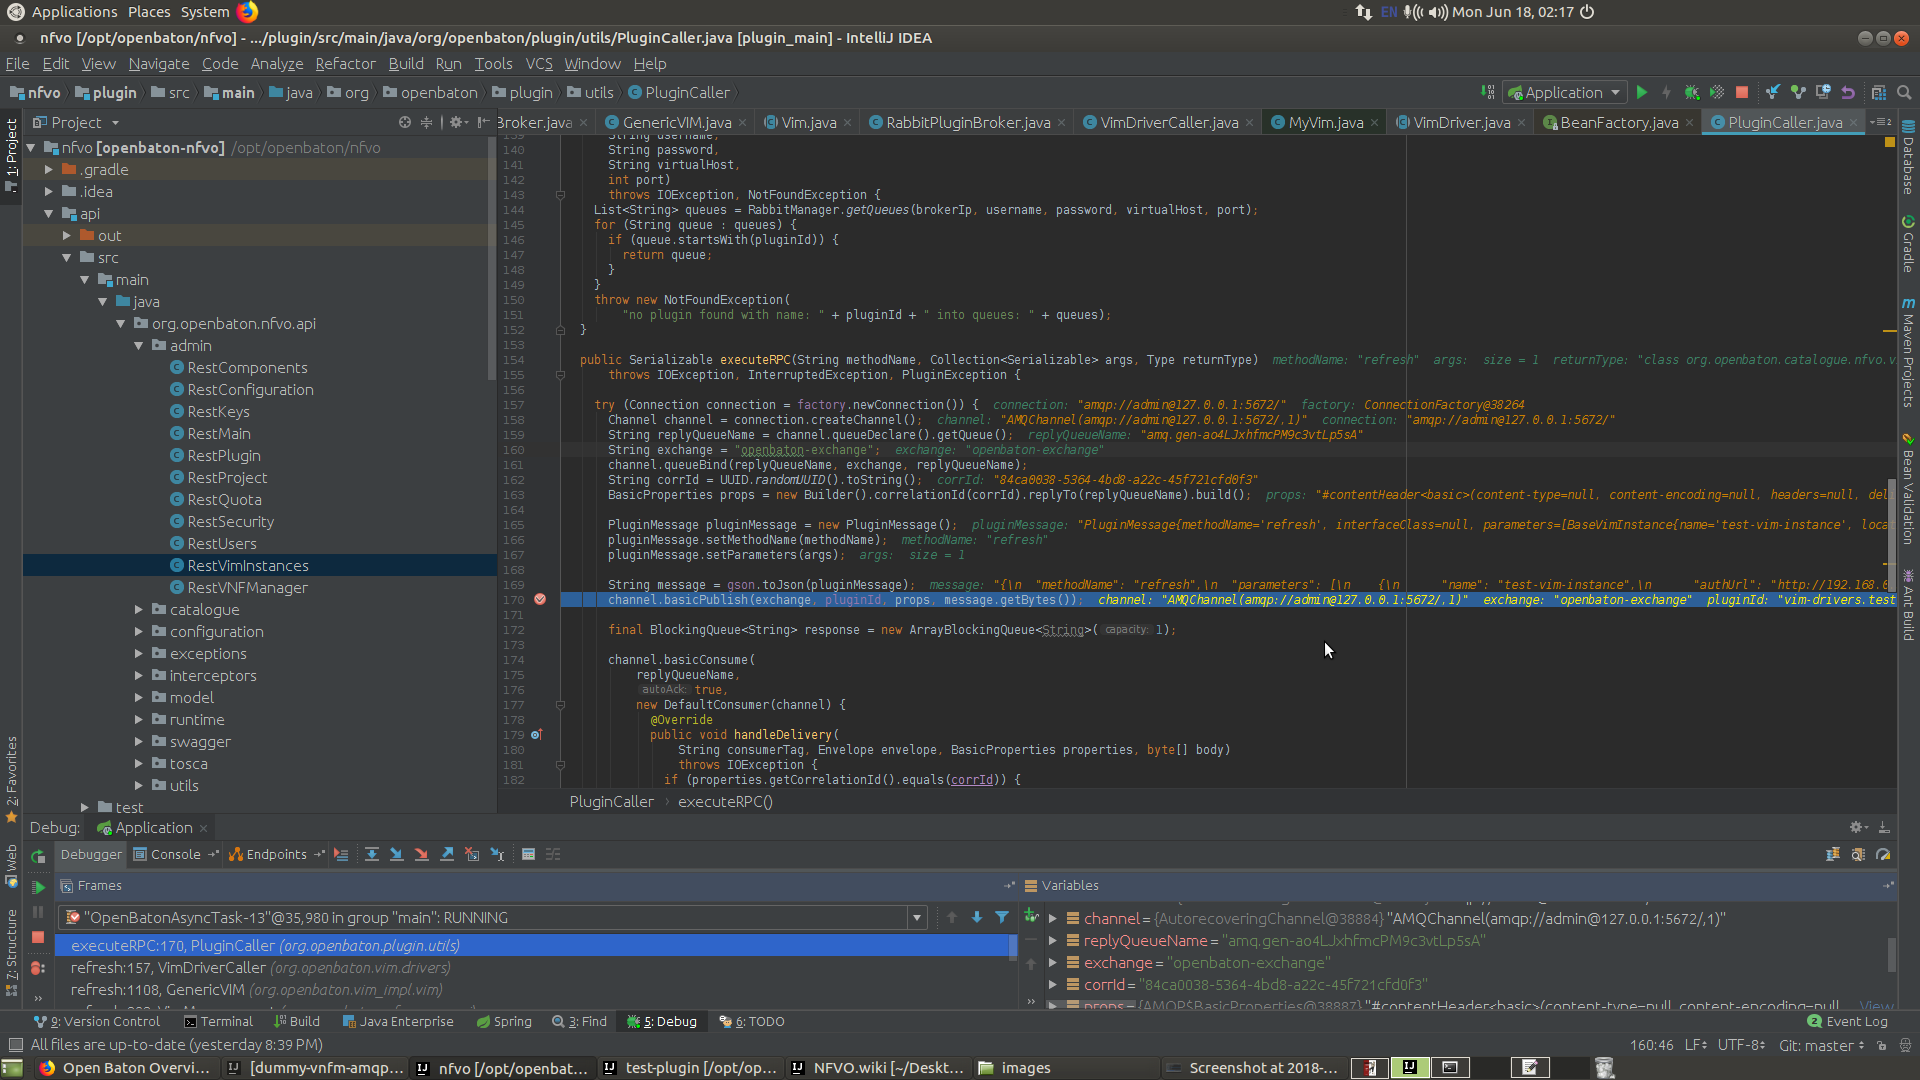 Applications Places System EN Mon Jun 18, 02:17
nfvo [/opt/openbaton/nfvo] - .../plugin/src/main/java/org/openbaton/plugin/utils/PluginCaller.java [plugin_main] - IntelliJ IDEA
File Edit View Navigate Code Analyze Refactor Build Run Tools VCS Window Help
nfvo plugin src main java org openbaton plugin utils PluginCaller Application
Project Broker.java GenericVIM.java Vim.java RabbitPluginBroker.java VimDriverCaller.java MyVim.java VimDriver.java BeanFactory.java PluginCaller.java
1: Project
2: Favorites
Web
7: Structure
nfvo [openbaton-nfvo] /opt/openbaton/nfvo
.gradle
.idea
api
out
src
main
java
org.openbaton.nfvo.api
admin
RestComponents
RestConfiguration
RestKeys
RestMain
RestPlugin
RestProject
RestQuota
RestSecurity
RestUsers
RestVimInstances
RestVNFManager
catalogue
configuration
exceptions
interceptors
model
runtime
swagger
tosca
utils
test
139 String username,
140 String password,
141 String virtualHost,
142 int port)
143 throws IOException, NotFoundException {
144 List<String> queues = RabbitManager.getQueues(brokerIp, username, password, virtualHost, port);
145 for (String queue : queues) {
146 if (queue.startsWith(pluginId)) {
147 return queue;
148 }
149 }
150 throw new NotFoundException(
151 "no plugin found with name: " + pluginId + " into queues: " + queues);
152 }
153
154 public Serializable executeRPC(String methodName, Collection<Serializable> args, Type returnType) methodName: "refresh" args: size = 1 returnType: "class org.openbaton.catalogue.nfvo.v
155 throws IOException, InterruptedException, PluginException {
156
157 try (Connection connection = factory.newConnection()) { connection: "amqp://admin@127.0.0.1:5672/" factory: ConnectionFactory@38264
158 Channel channel = connection.createChannel(); channel: "AMQChannel(amqp://admin@127.0.0.1:5672/,1)" connection: "amqp://admin@127.0.0.1:5672/"
159 String replyQueueName = channel.queueDeclare().getQueue(); replyQueueName: "amq.gen-ao4LJxhfmcPM9c3vtLp5sA"
160 String exchange = "openbaton-exchange"; exchange: "openbaton-exchange"
161 channel.queueBind(replyQueueName, exchange, replyQueueName);
162 String corrId = UUID.randomUUID().toString(); corrId: "84ca0038-5364-4bd8-a22c-45f721cfd0f3"
163 BasicProperties props = new Builder().correlationId(corrId).replyTo(replyQueueName).build(); props: "#contentHeader<basic>(content-type=null, content-encoding=null, headers=null, deli
164
165 PluginMessage pluginMessage = new PluginMessage(); pluginMessage: "PluginMessage{methodName='refresh', interfaceClass=null, parameters=[BaseVimInstance{name='test-vim-instance', locat
166 pluginMessage.setMethodName(methodName); methodName: "refresh"
167 pluginMessage.setParameters(args); args: size = 1
168
169 String message = gson.toJson(pluginMessage); message: "{\n "methodName": "refresh",\n "parameters": [\n {\n "name": "test-vim-instance",\n "authUrl": "http://192.168.0
170 channel.basicPublish(exchange, pluginId, props, message.getBytes()); channel: "AMQChannel(amqp://admin@127.0.0.1:5672/,1)" exchange: "openbaton-exchange" pluginId: "vim-drivers.test
171
172 final BlockingQueue<String> response = new ArrayBlockingQueue<String>( capacity: 1);
173
174 channel.basicConsume(
175 replyQueueName,
176 autoAck: true,
177 new DefaultConsumer(channel) {
178 @Override
179 public void handleDelivery(
180 String consumerTag, Envelope envelope, BasicProperties properties, byte[] body)
181 throws IOException {
182 if (properties.getCorrelationId().equals(corrId)) {
PluginCaller executeRPC()
Database
Gradle
Maven Projects
Bean Validation
Ant Build
Debug: Application
Debugger Console Endpoints
Frames Variables
"OpenBatonAsyncTask-13"@35,980 in group "main": RUNNING
executeRPC:170, PluginCaller (org.openbaton.plugin.utils)
refresh:157, VimDriverCaller (org.openbaton.vim.drivers)
refresh:1108, GenericVIM (org.openbaton.vim_impl.vim)
channel = {AutorecoveringChannel@38884} "AMQChannel(amqp://admin@127.0.0.1:5672/,1)"
replyQueueName = "amq.gen-ao4LJxhfmcPM9c3vtLp5sA"
exchange = "openbaton-exchange"
corrId = "84ca0038-5364-4bd8-a22c-45f721cfd0f3"
props = {AMQP$BasicProperties@38887} "#contentHeader<basic>(content-type=null, content-encoding=null, View
9: Version Control Terminal Build Java Enterprise Spring 3: Find 5: Debug 6: TODO 2 Event Log
All files are up-to-date (yesterday 8:39 PM) 160:46 LF UTF-8 Git: master
Open Baton Overvi... [dummy-vnfm-amqp... nfvo [/opt/openbat... test-plugin [/opt/op... NFVO.wiki [~/Deskt... images Screenshot at 2018-...